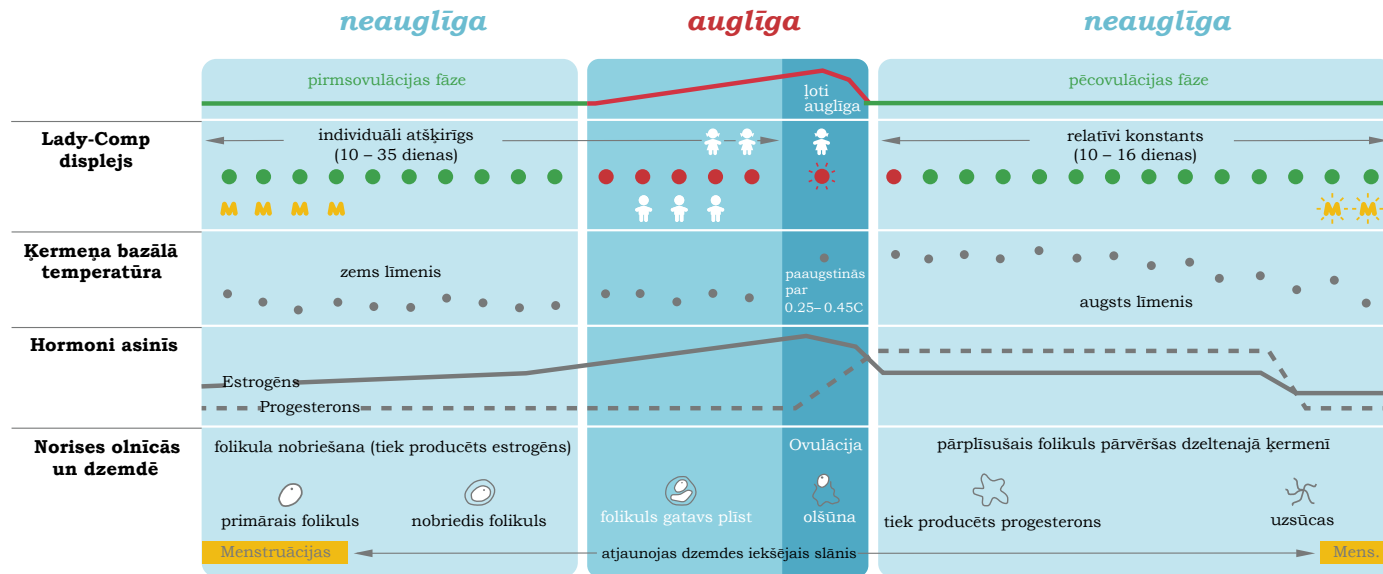 neauglīga
auglīga
neauglīga
pirmsovulācijas fāze
ļoti
auglīga
pēcovulācijas fāze
Lady-Comp
displejs
individuāli atšķirīgs
(10 – 35 dienas)
relatīvi konstants
(10 – 16 dienas)
M M M M
M M
Ķermeņa bazālā
temperatūra
zems līmenis
paaugstinās
par
0.25– 0.45C
augsts līmenis
Hormoni asinīs
Estrogēns
Progesterons
Norises olnīcās
un dzemdē
folikula nobriešana (tiek producēts estrogēns)
Ovulācija
pārplīsušais folikuls pārvēršas dzeltenajā ķermenī
primārais folikuls
nobriedis folikuls
folikuls gatavs plīst
olšūna
tiek producēts progesterons
uzsūcas
Menstruācijas
atjaunojas dzemdes iekšējais slānis
Mens.